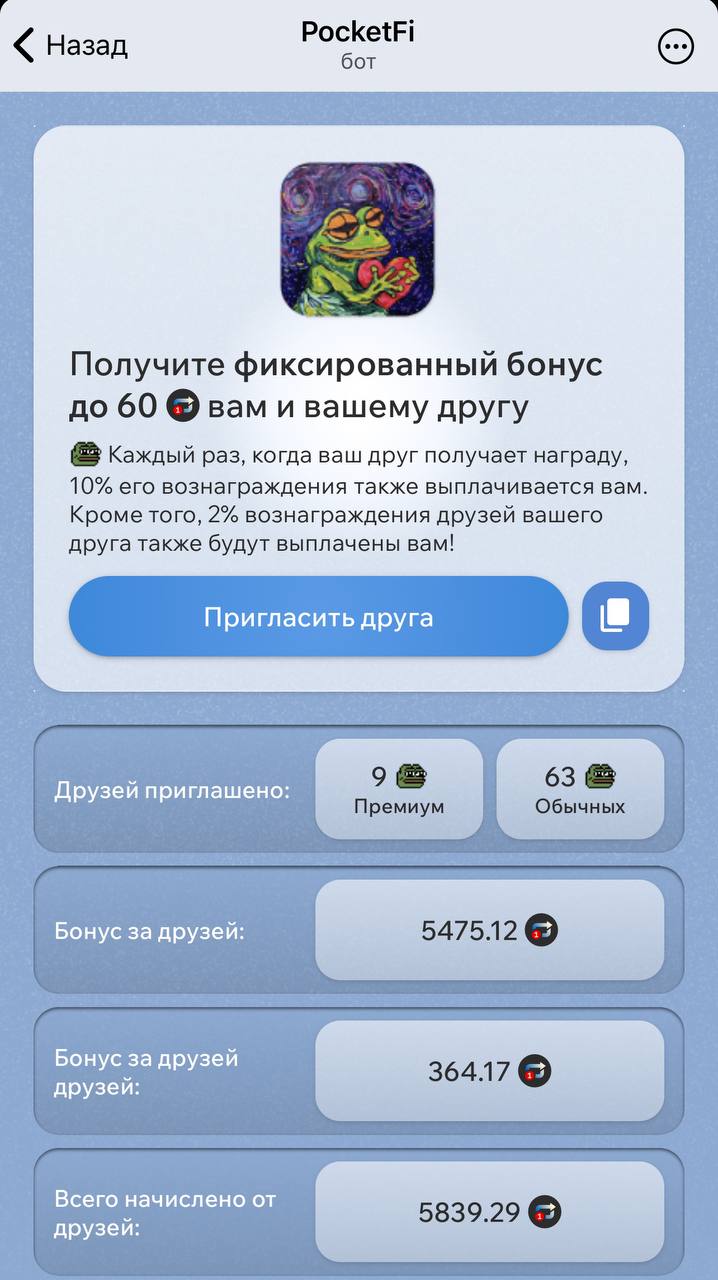 Назад
PocketFi
бот
Получите фиксированный бонус
до 60 вам и вашему другу
Каждый раз, когда ваш друг получает награду,
10% его вознаграждения также выплачивается вам.
Кроме того, 2% вознаграждения друзей вашего
друга также будут выплачены вам!
Пригласить друга
Друзей приглашено:
9
Премиум
63
Обычных
Бонус за друзей:
5475.12
Бонус за друзей
друзей:
364.17
Всего начислено от
друзей:
5839.29